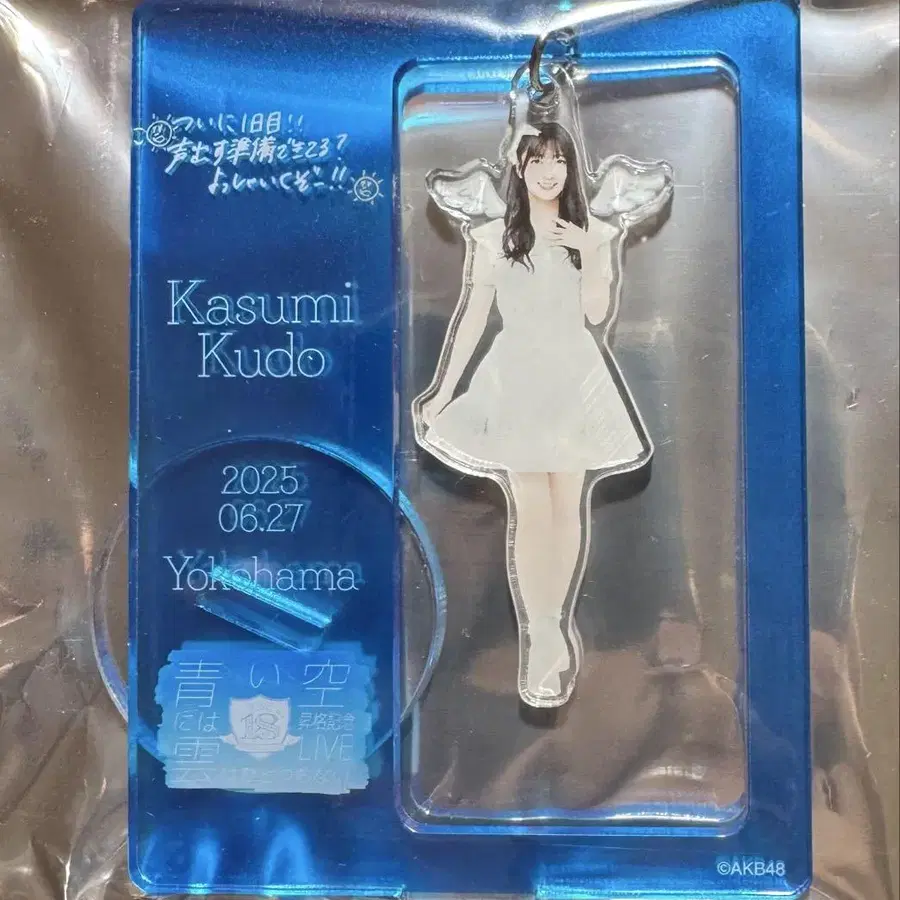 ついに1日目!!
声出す準備できてる?
よっしゃいくぞー!!
Kasumi
Kudo
2025
06.27
Yokohama
青い空
には 18 昇格記念
雲 LIVE
©AKB48